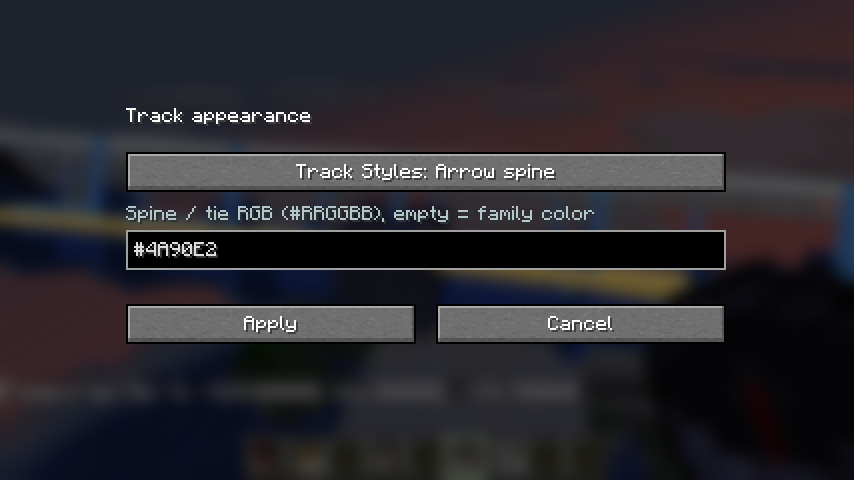 Track appearance
Track Styles: Arrow spine
Spine / tie RGB (#RRGGBB), empty = family color
#4A90E2
Apply
Cancel